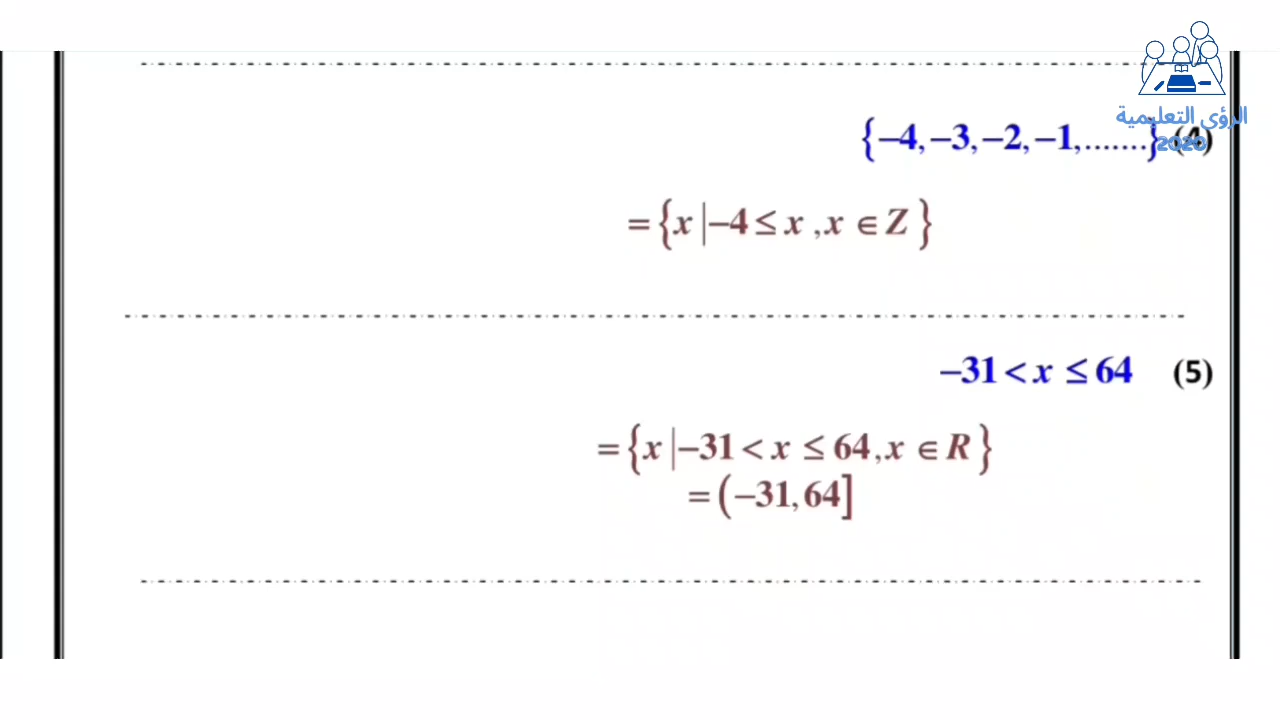 الرؤى التعليمية
2020
(4) {−4, −3, −2, −1, .......}
= {x | −4 ≤ x , x ∈ Z }
(5) −31 < x ≤ 64
= {x | −31 < x ≤ 64, x ∈ R }
= (−31, 64]